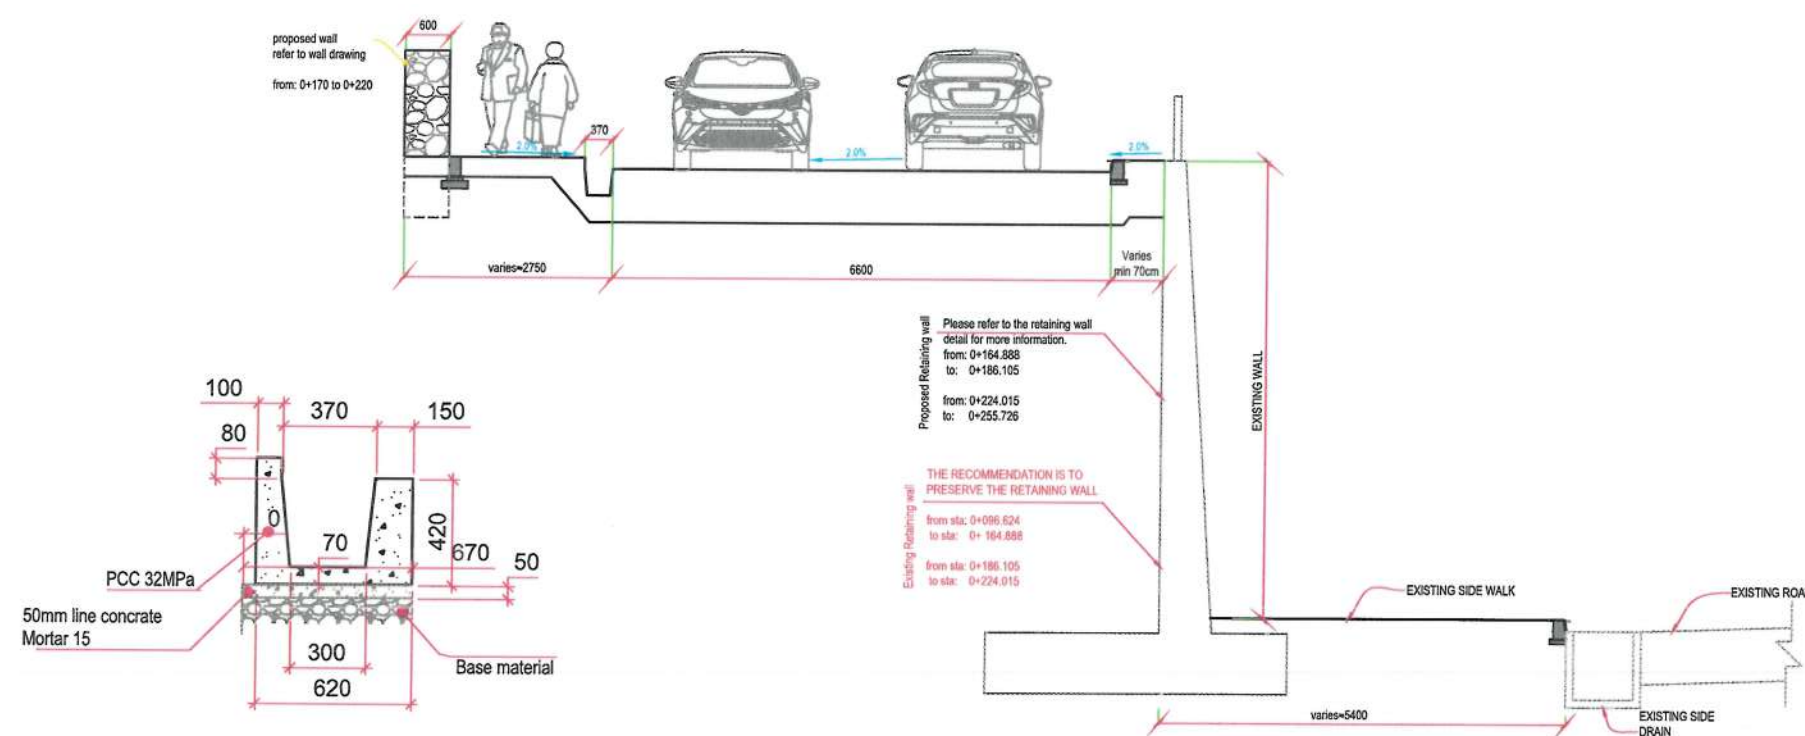 600
proposed wall
refer to wall drawing
from: 0+170 to 0+220
370
2.0%
2.0%
2.0%
varies≈2750
6600
Varies
min 70cm
Proposed Retaining wall
Please refer to the retaining wall
detail for more information.
from: 0+164.888
to: 0+186.105
from: 0+224.015
to: 0+255.726
EXISTING WALL
Existing Retaining wall
THE RECOMMENDATION IS TO
PRESERVE THE RETAINING WALL
from sta: 0+096.624
to sta: 0+ 164.888
from sta: 0+186.105
to sta: 0+224.015
EXISTING SIDE WALK
EXISTING ROA
varies≈5400
EXISTING SIDE
DRAIN
100
370
150
80
0
420
70
670
50
PCC 32MPa
50mm line concrate
Mortar 15
300
Base material
620